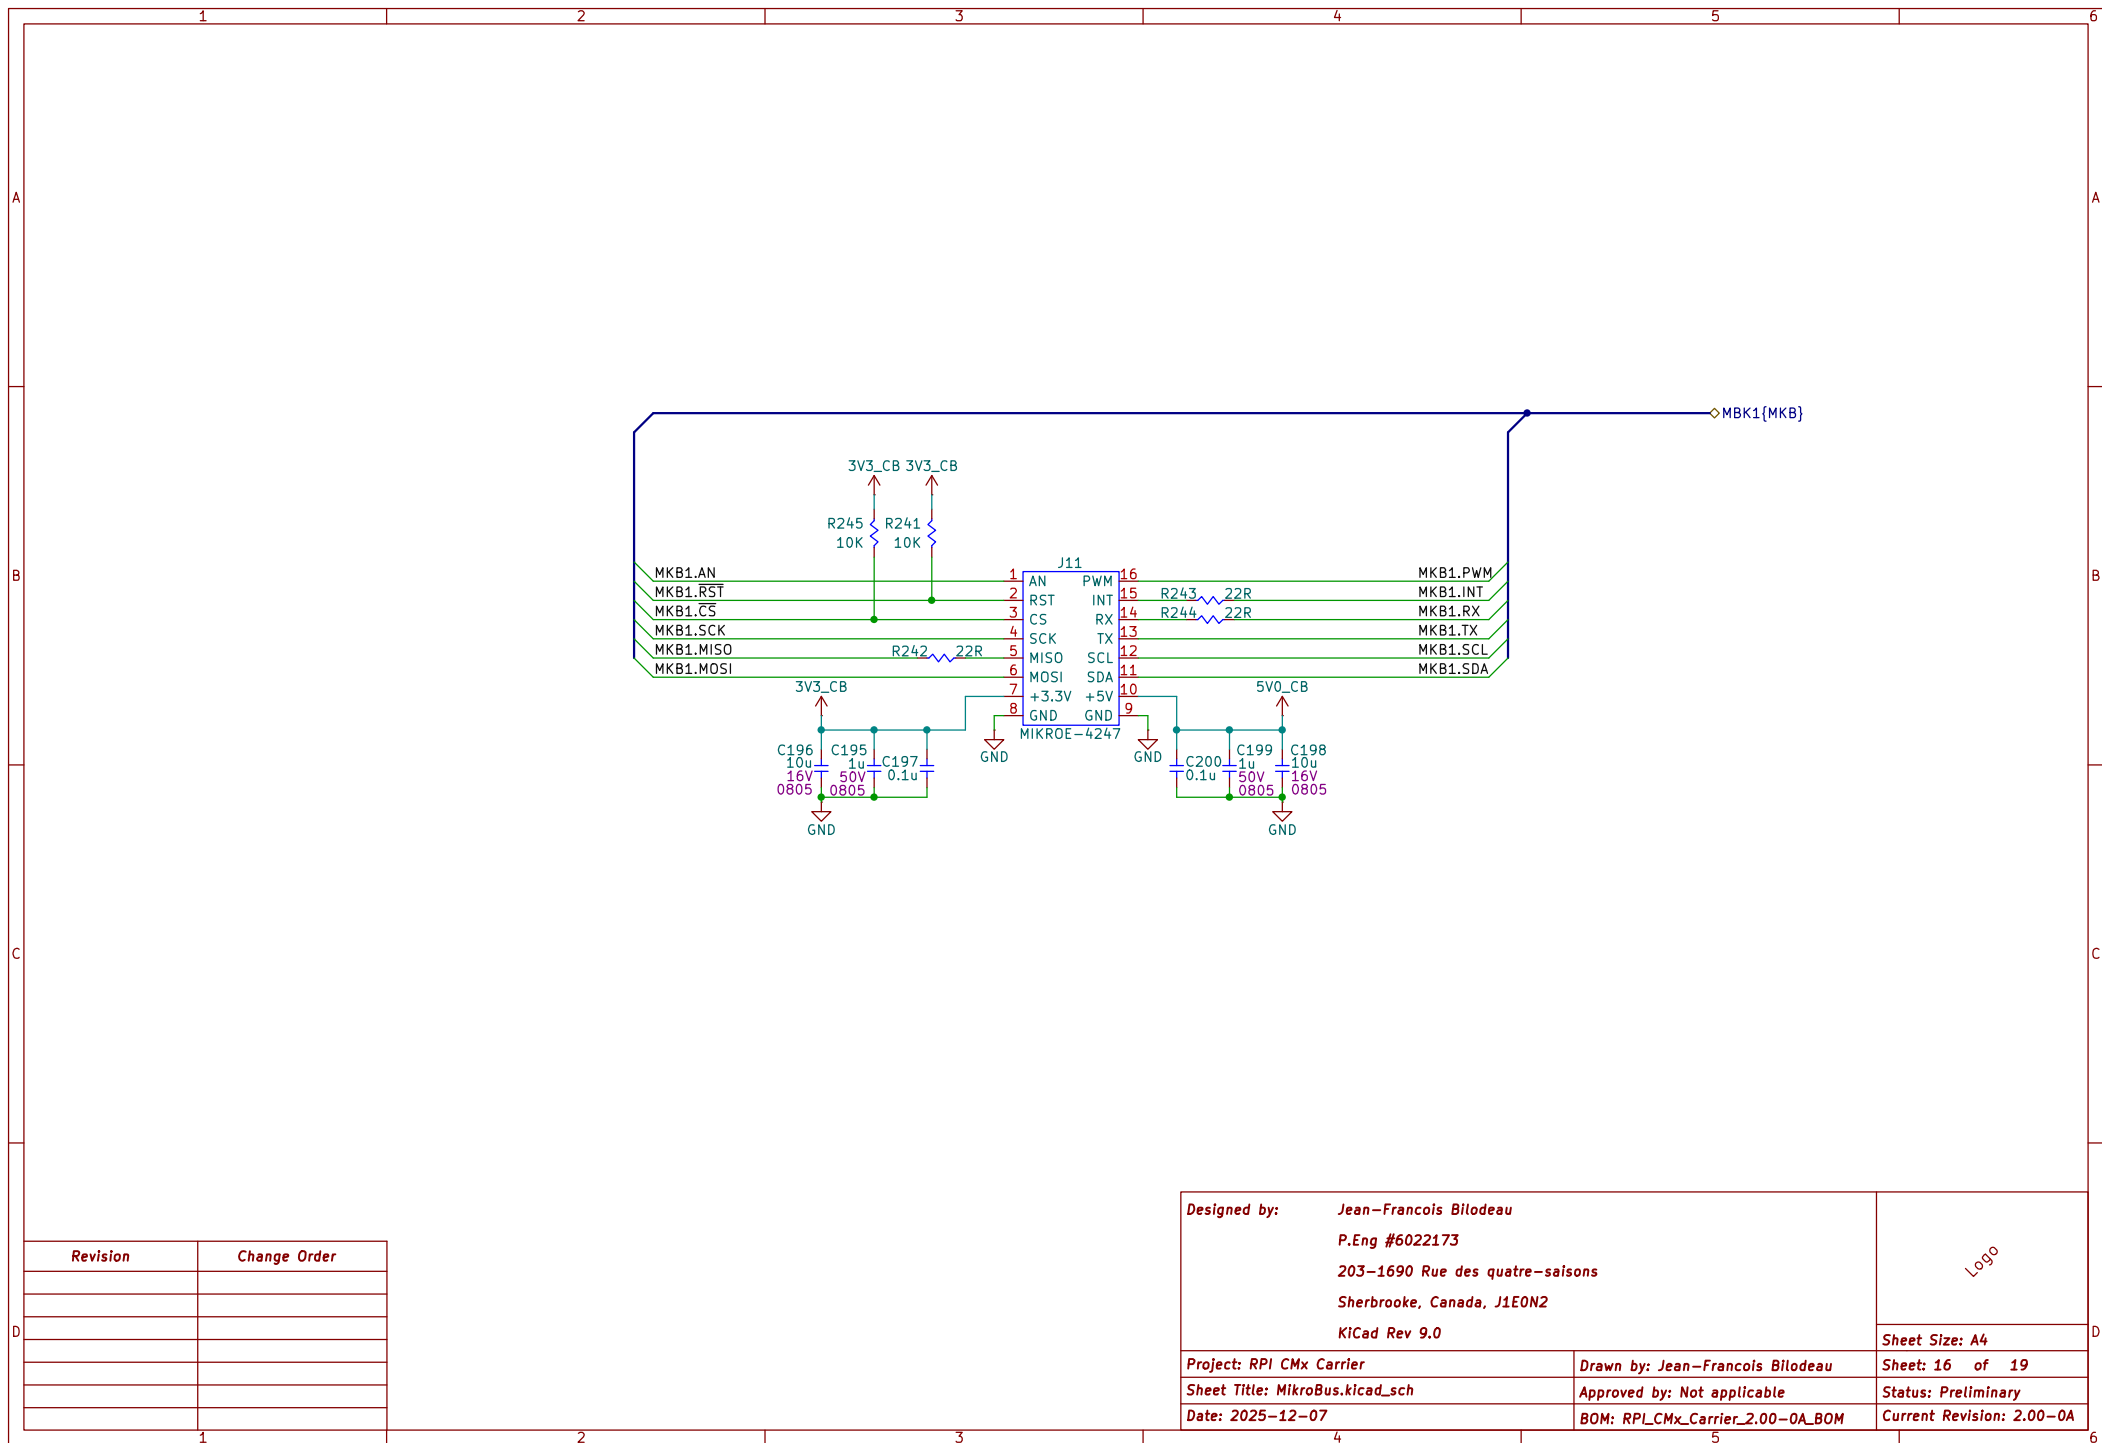 1 2 3 4 5 6
A A
MBK1{MKB}
3V3_CB 3V3_CB
R245 R241
10K 10K
B B
J11
MKB1.AN 1 AN PWM 16 MKB1.PWM
MKB1.RST 2 RST INT 15 R243 22R MKB1.INT
MKB1.CS 3 CS RX 14 R244 22R MKB1.RX
MKB1.SCK 4 SCK TX 13 MKB1.TX
MKB1.MISO R242 22R 5 MISO SCL 12 MKB1.SCL
MKB1.MOSI 6 MOSI SDA 11 MKB1.SDA
3V3_CB 7 +3.3V +5V 10 5V0_CB
8 GND GND 9
MIKROE-4247
GND GND
C196 C195 C197 C200 C199 C198
10u 1u 0.1u 0.1u 1u 10u
16V 50V 50V 16V
0805 0805 0805 0805
GND GND
C C
Designed by: Jean-Francois Bilodeau
P.Eng #6022173
203-1690 Rue des quatre-saisons
Sherbrooke, Canada, J1E0N2
KiCad Rev 9.0
Logo
Revision Change Order
D D
Sheet Size: A4
Project: RPI CMx Carrier Drawn by: Jean-Francois Bilodeau Sheet: 16 of 19
Sheet Title: MikroBus.kicad_sch Approved by: Not applicable Status: Preliminary
Date: 2025-12-07 BOM: RPI_CMx_Carrier_2.00-0A_BOM Current Revision: 2.00-0A
1 2 3 4 5 6